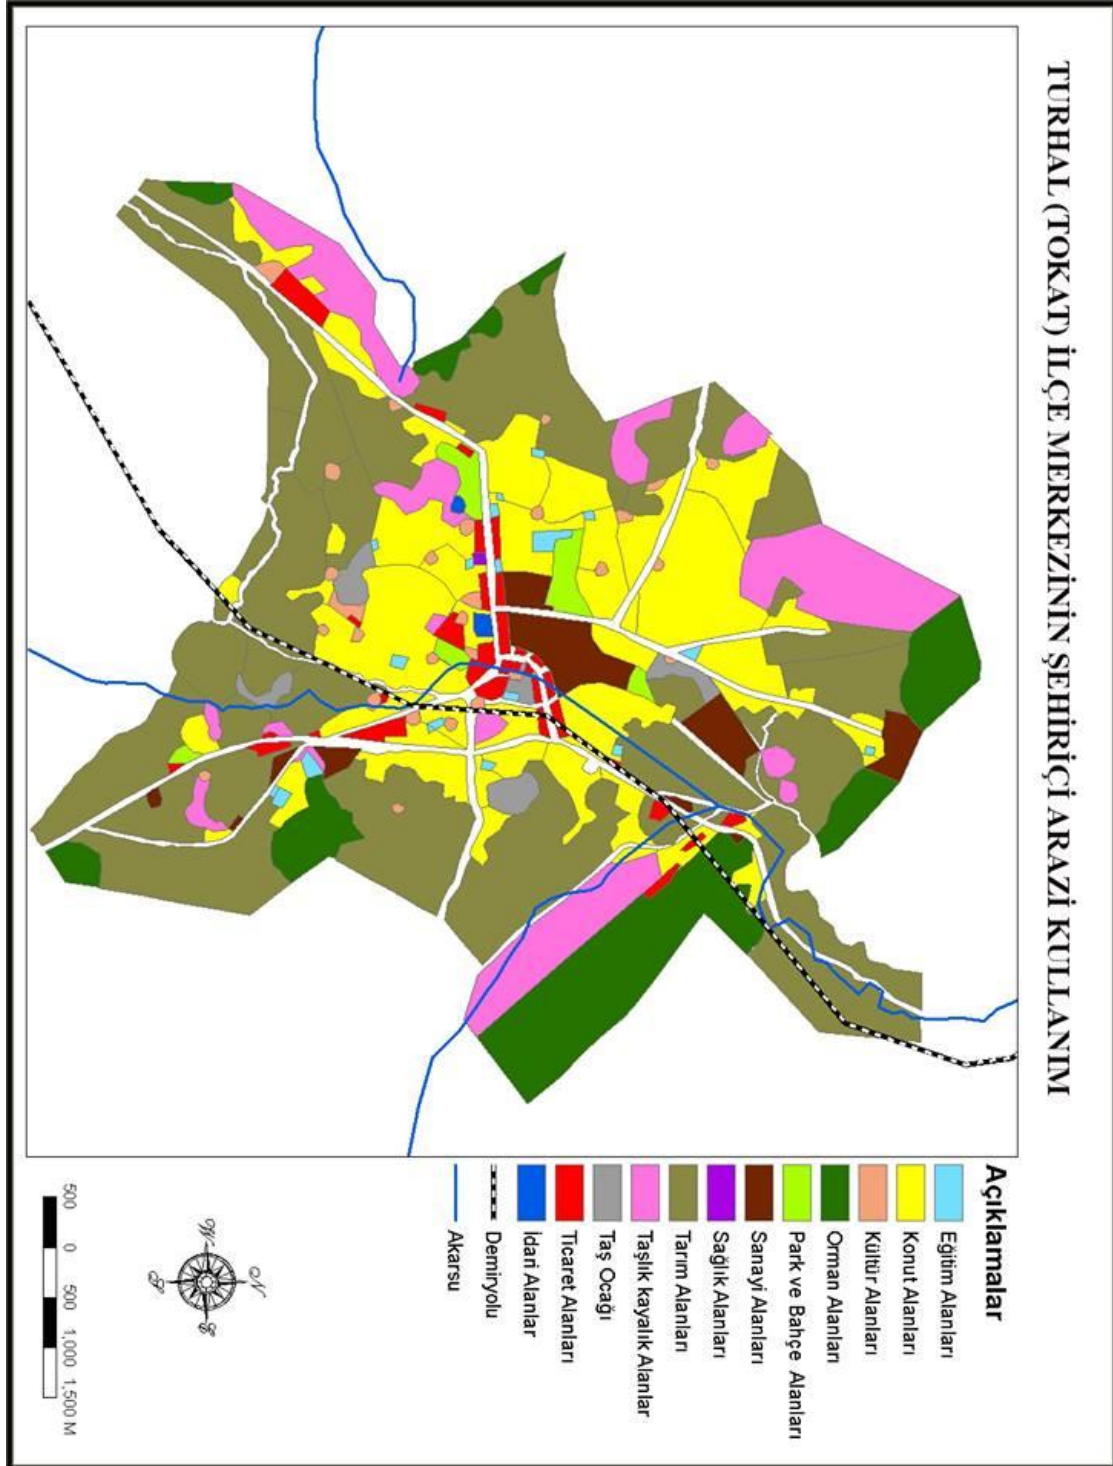 TURHAL (TOKAT) İLÇE MERKEZİNİN ŞEHİRİÇİ ARAZİ KULLANIM
Açıklamalar
Eğitim Alanları
Konut Alanları
Kültür Alanları
Orman Alanları
Park ve Bahçe Alanları
Sanayi Alanları
Sağlık Alanları
Tarım Alanları
Taşlık kayalık Alanlar
Taş Ocağı
Ticaret Alanları
İdari Alanlar
Demiryolu
Akarsu
N
W E
S
500 0 500 1,000 1,500 M